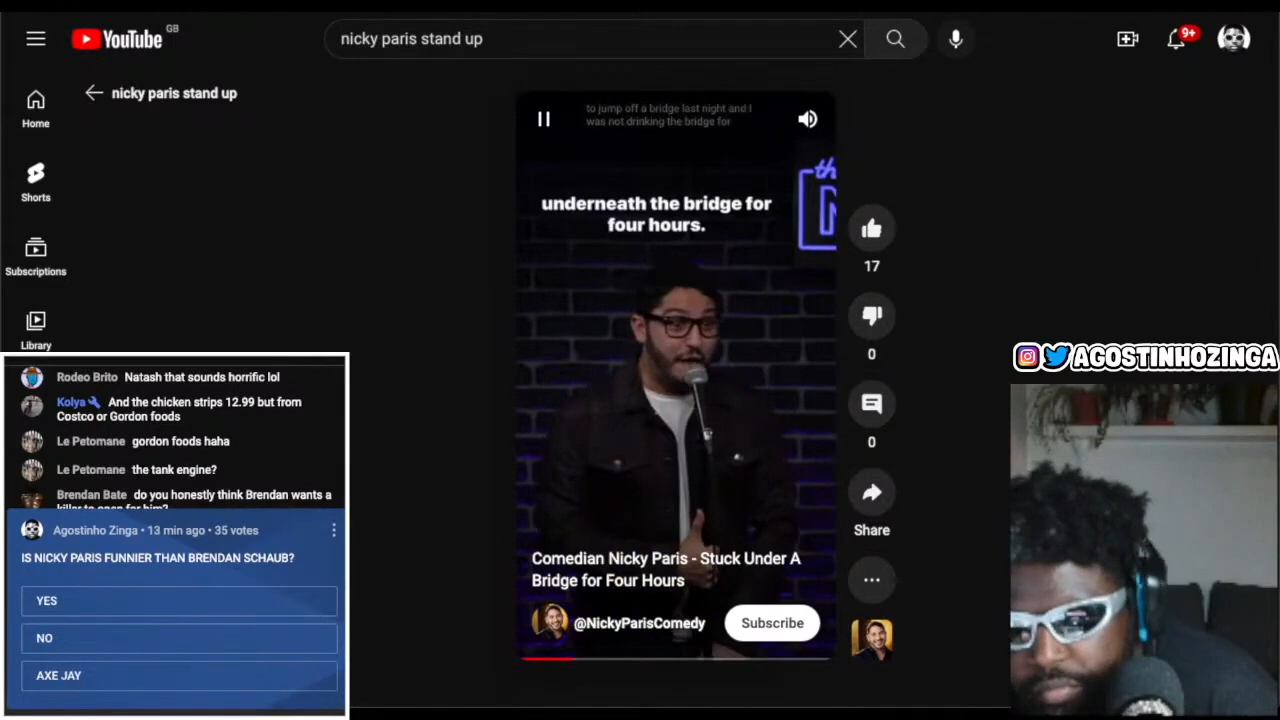 YouTube GB
nicky paris stand up
9+
nicky paris stand up
Home
Shorts
Subscriptions
Library
to jump off a bridge last night and I
was not drinking the bridge for
underneath the bridge for
four hours.
17
0
0
Share
Comedian Nicky Paris - Stuck Under A
Bridge for Four Hours
@NickyParisComedy
Subscribe
Rodeo Brito Natash that sounds horrific lol
Kolya And the chicken strips 12.99 but from
Costco or Gordon foods
Le Petomane gordon foods haha
Le Petomane the tank engine?
Brendan Bate do you honestly think Brendan wants a
killer to open for him?
Agostinho Zinga • 13 min ago • 35 votes
IS NICKY PARIS FUNNIER THAN BRENDAN SCHAUB?
YES
NO
AXE JAY
AGOSTINHOZINGA